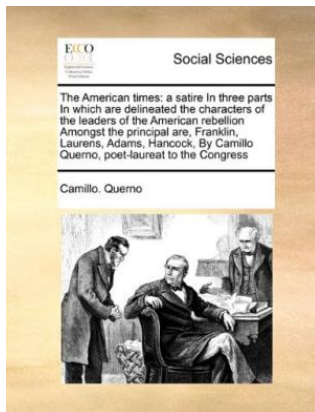 ECCO
Social Sciences
The American times: a satire In three parts
In which are delineated the characters of
the leaders of the American rebellion
Amongst the principal are, Franklin,
Laurens, Adams, Hancock, By Camillo
Querno, poet-laureat to the Congress
Camillo. Querno